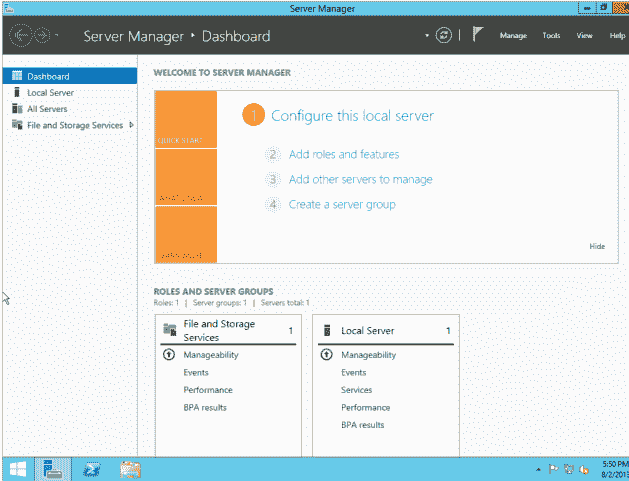 Server Manager
Server Manager • Dashboard
Manage Tools View Help
Dashboard
Local Server
All Servers
File and Storage Services
WELCOME TO SERVER MANAGER
QUICK START
1 Configure this local server
2 Add roles and features
3 Add other servers to manage
4 Create a server group
Hide
ROLES AND SERVER GROUPS
Roles: 1 | Server groups: 1 | Servers total: 1
File and Storage Services 1
Manageability
Events
Performance
BPA results
Local Server 1
Manageability
Events
Services
Performance
BPA results
5:50 PM